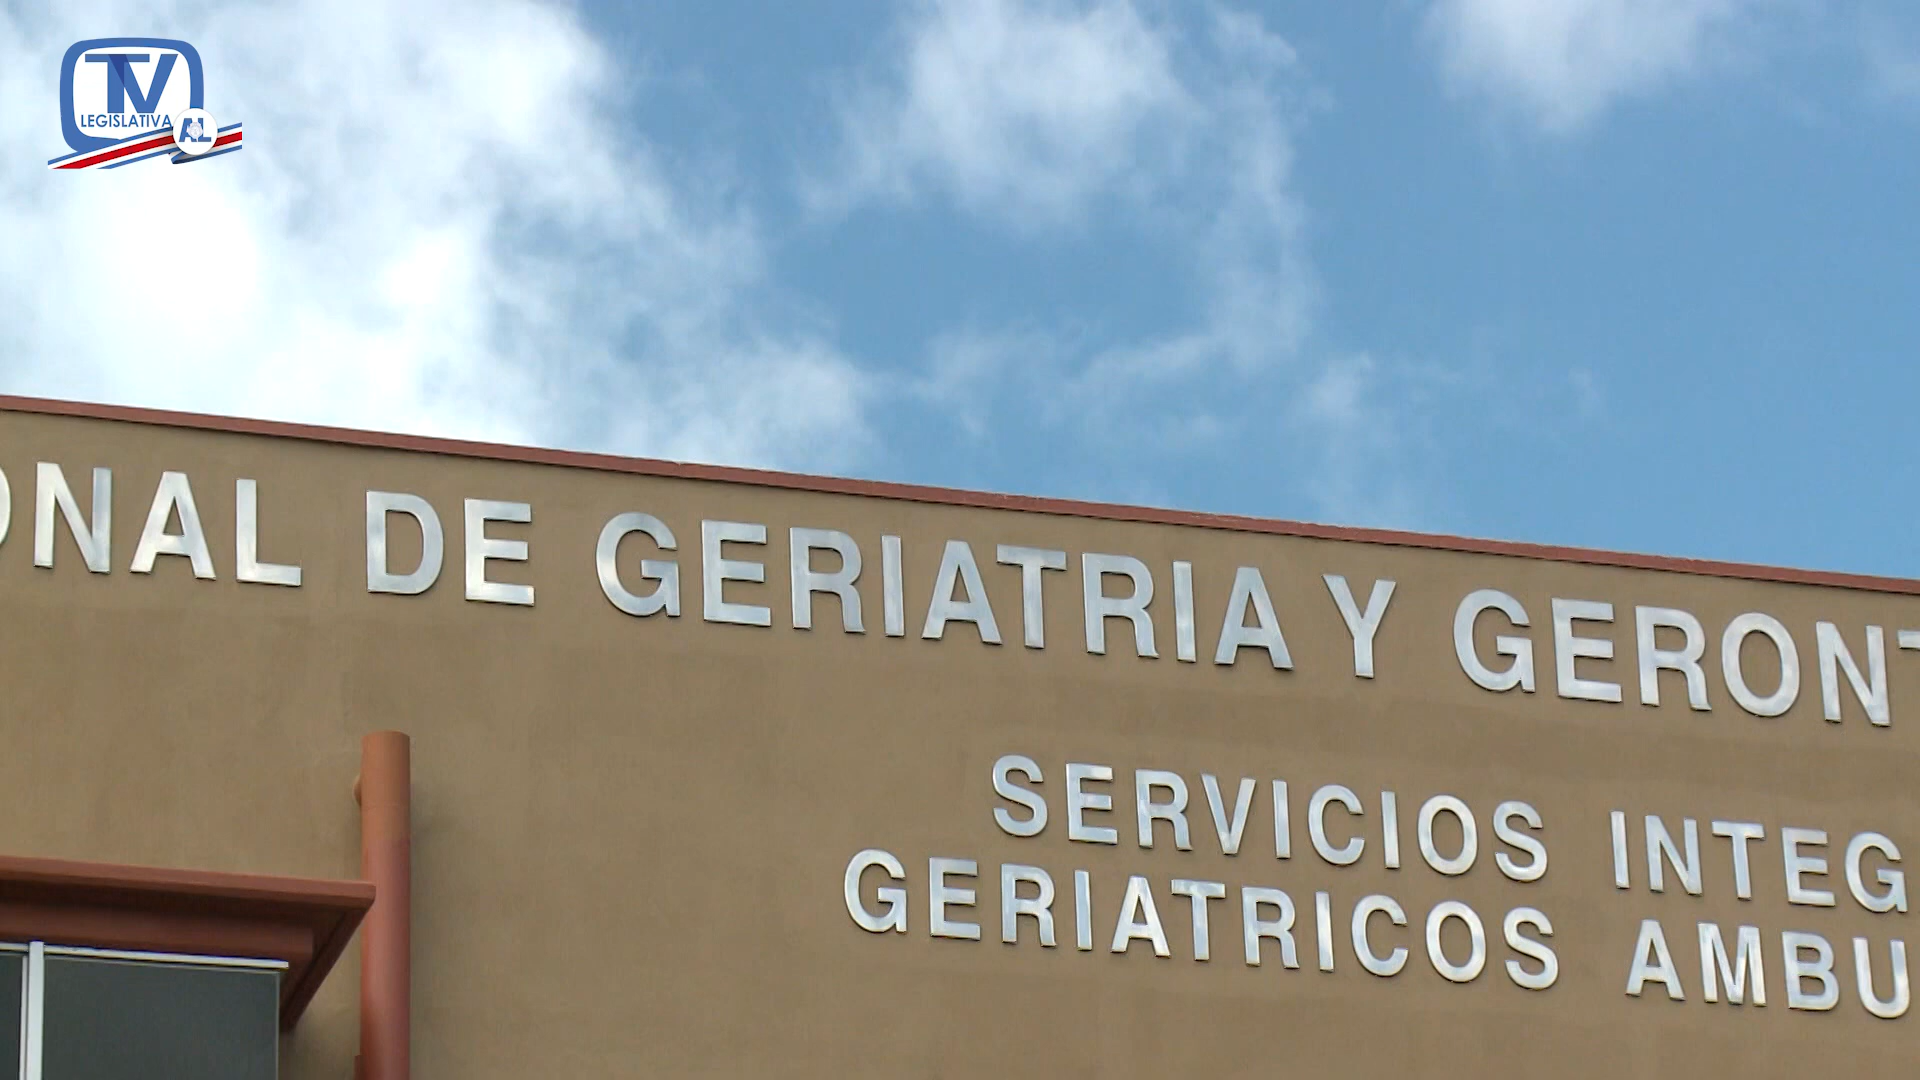 TV
LEGISLATIVA
AL
ONAL DE GERIATRIA Y GERONT
SERVICIOS INTEG
GERIATRICOS AMBU